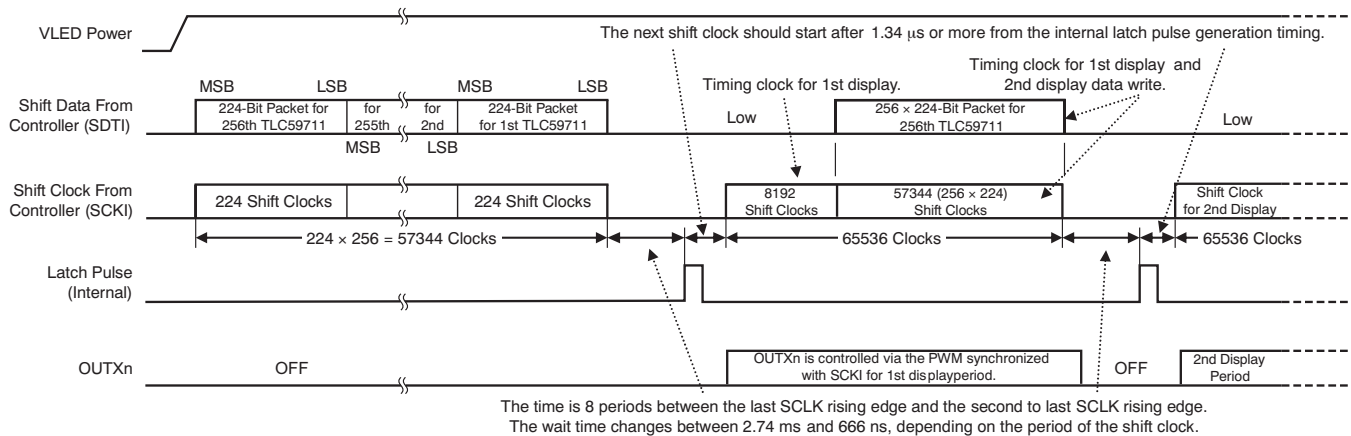 VLED Power
The next shift clock should start after 1.34 μs or more from the internal latch pulse generation timing.
Timing clock for 1st display.
Timing clock for 1st display and
2nd display data write.
MSB LSB MSB LSB
Shift Data From
Controller (SDTI)
224-Bit Packet for
256th TLC59711
for
255th
for
2nd
224-Bit Packet
for 1st TLC59711
Low
256 × 224-Bit Packet for
256th TLC59711
Low
MSB LSB
Shift Clock From
Controller (SCKI)
224 Shift Clocks
224 Shift Clocks
8192
Shift Clocks
57344 (256 × 224)
Shift Clocks
Shift Clock
for 2nd Display
224 × 256 = 57344 Clocks
65536 Clocks
65536 Clocks
Latch Pulse
(Internal)
OUTXn
OFF
OUTXn is controlled via the PWM synchronized
with SCKI for 1st displayperiod.
OFF
2nd Display
Period
The time is 8 periods between the last SCLK rising edge and the second to last SCLK rising edge.
The wait time changes between 2.74 ms and 666 ns, depending on the period of the shift clock.